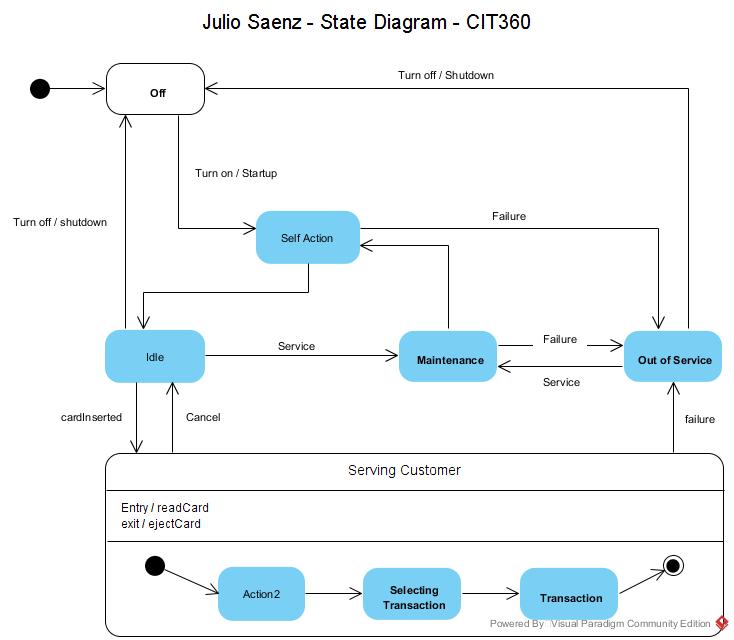 Julio Saenz - State Diagram - CIT360
Turn off / Shutdown
Off
Turn on / Startup
Turn off / shutdown
Failure
Self Action
Service
Failure
Idle
Maintenance
Out of Service
Service
cardInserted
Cancel
failure
Serving Customer
Entry / readCard
exit / ejectCard
Action2
Selecting
Transaction
Transaction
Powered By Visual Paradigm Community Edition